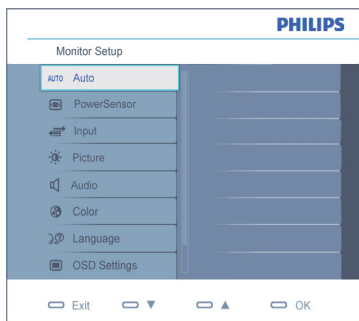 PHILIPS
Monitor Setup
AUTO Auto
PowerSensor
Input
Picture
Audio
Color
Language
OSD Settings
Exit ▼ ▲ OK